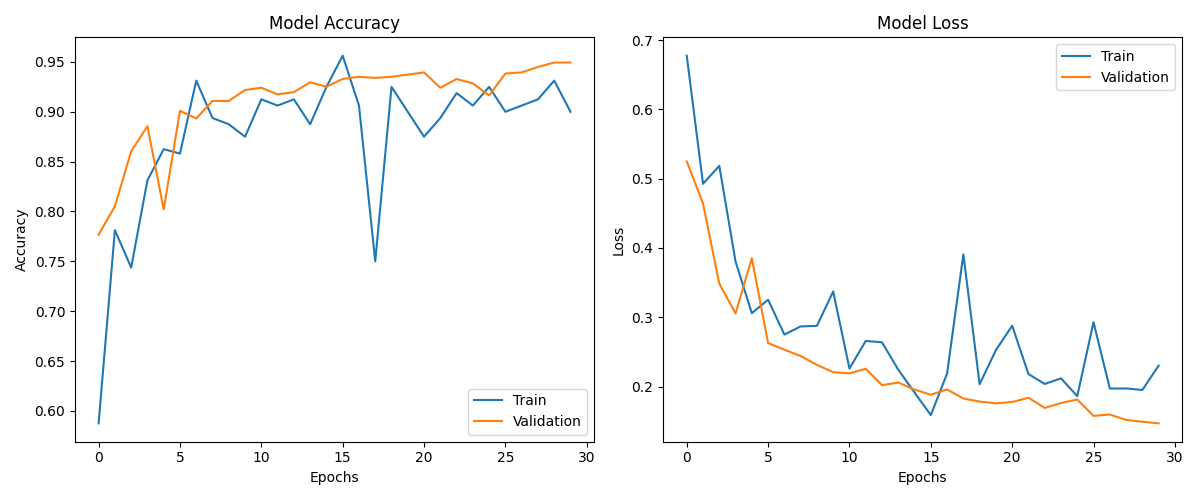 Model Accuracy
Accuracy
0.95
0.90
0.85
0.80
0.75
0.70
0.65
0.60
0 5 10 15 20 25 30
Epochs
Train
Validation
Model Loss
Loss
0.7
0.6
0.5
0.4
0.3
0.2
0 5 10 15 20 25 30
Epochs
Train
Validation